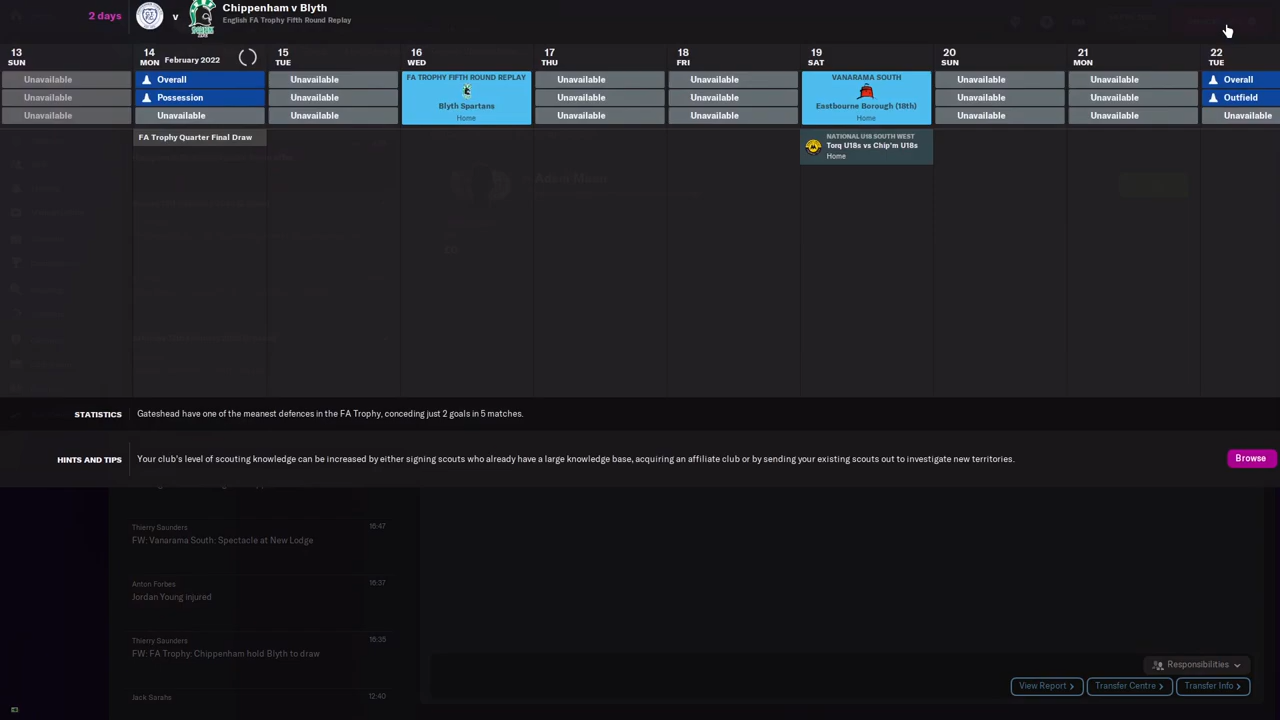 2 days
v
Chippenham v Blyth
English FA Trophy Fifth Round Replay
13
SUN
14
MON
February 2022
15
TUE
16
WED
17
THU
18
FRI
19
SAT
20
SUN
21
MON
22
TUE
Unavailable
Overall
Unavailable
FA TROPHY FIFTH ROUND REPLAY
Unavailable
Unavailable
VANARAMA SOUTH
Unavailable
Unavailable
Overall
Unavailable
Possession
Unavailable
Blyth Spartans
Unavailable
Unavailable
Eastbourne Borough (18th)
Unavailable
Unavailable
Outfield
Unavailable
Unavailable
Unavailable
Home
Unavailable
Unavailable
Home
Unavailable
Unavailable
Unavailable
FA Trophy Quarter Final Draw
NATIONAL U18 SOUTH WEST
Torq U18s vs Chip'm U18s
Home
Adam Mann
STATISTICS
Gateshead have one of the meanest defences in the FA Trophy, conceding just 2 goals in 5 matches.
HINTS AND TIPS
Your club's level of scouting knowledge can be increased by either signing scouts who already have a large knowledge base, acquiring an affiliate club or by sending your existing scouts out to investigate new territories.
Browse
Thierry Saunders
16:47
FW: Vanarama South: Spectacle at New Lodge
Anton Forbes
16:37
Jordan Young injured
Thierry Saunders
16:35
FW: FA Trophy: Chippenham hold Blyth to draw
Jack Sarahs
12:40
Responsibilities
View Report
Transfer Centre
Transfer Info